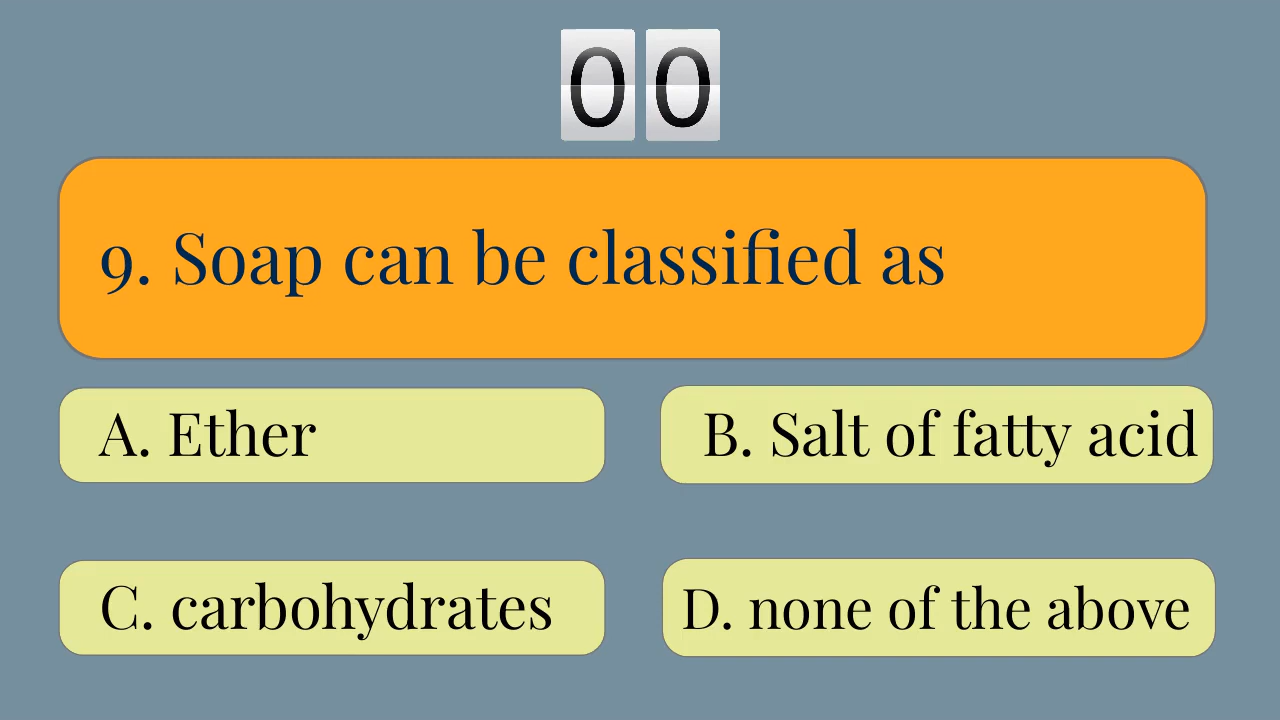 00
9. Soap can be classified as
A. Ether
B. Salt of fatty acid
C. carbohydrates
D. none of the above